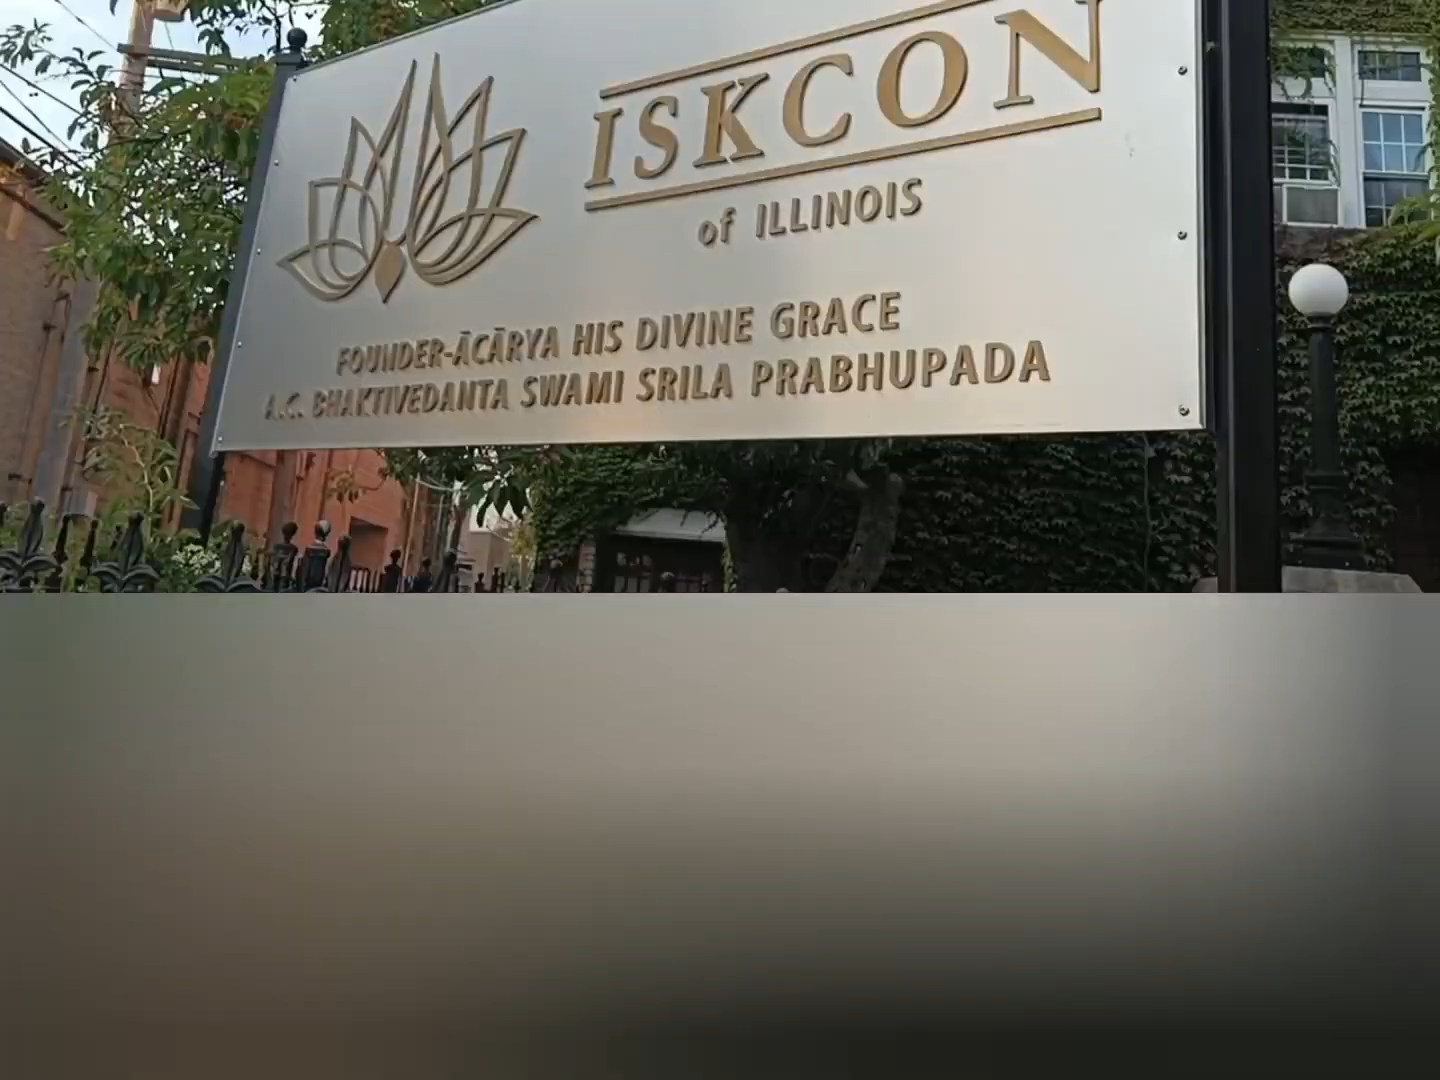 ISKCON
of ILLINOIS
FOUNDER-ĀCĀRYA HIS DIVINE GRACE
A.C. BHAKTIVEDANTA SWAMI SRILA PRABHUPADA